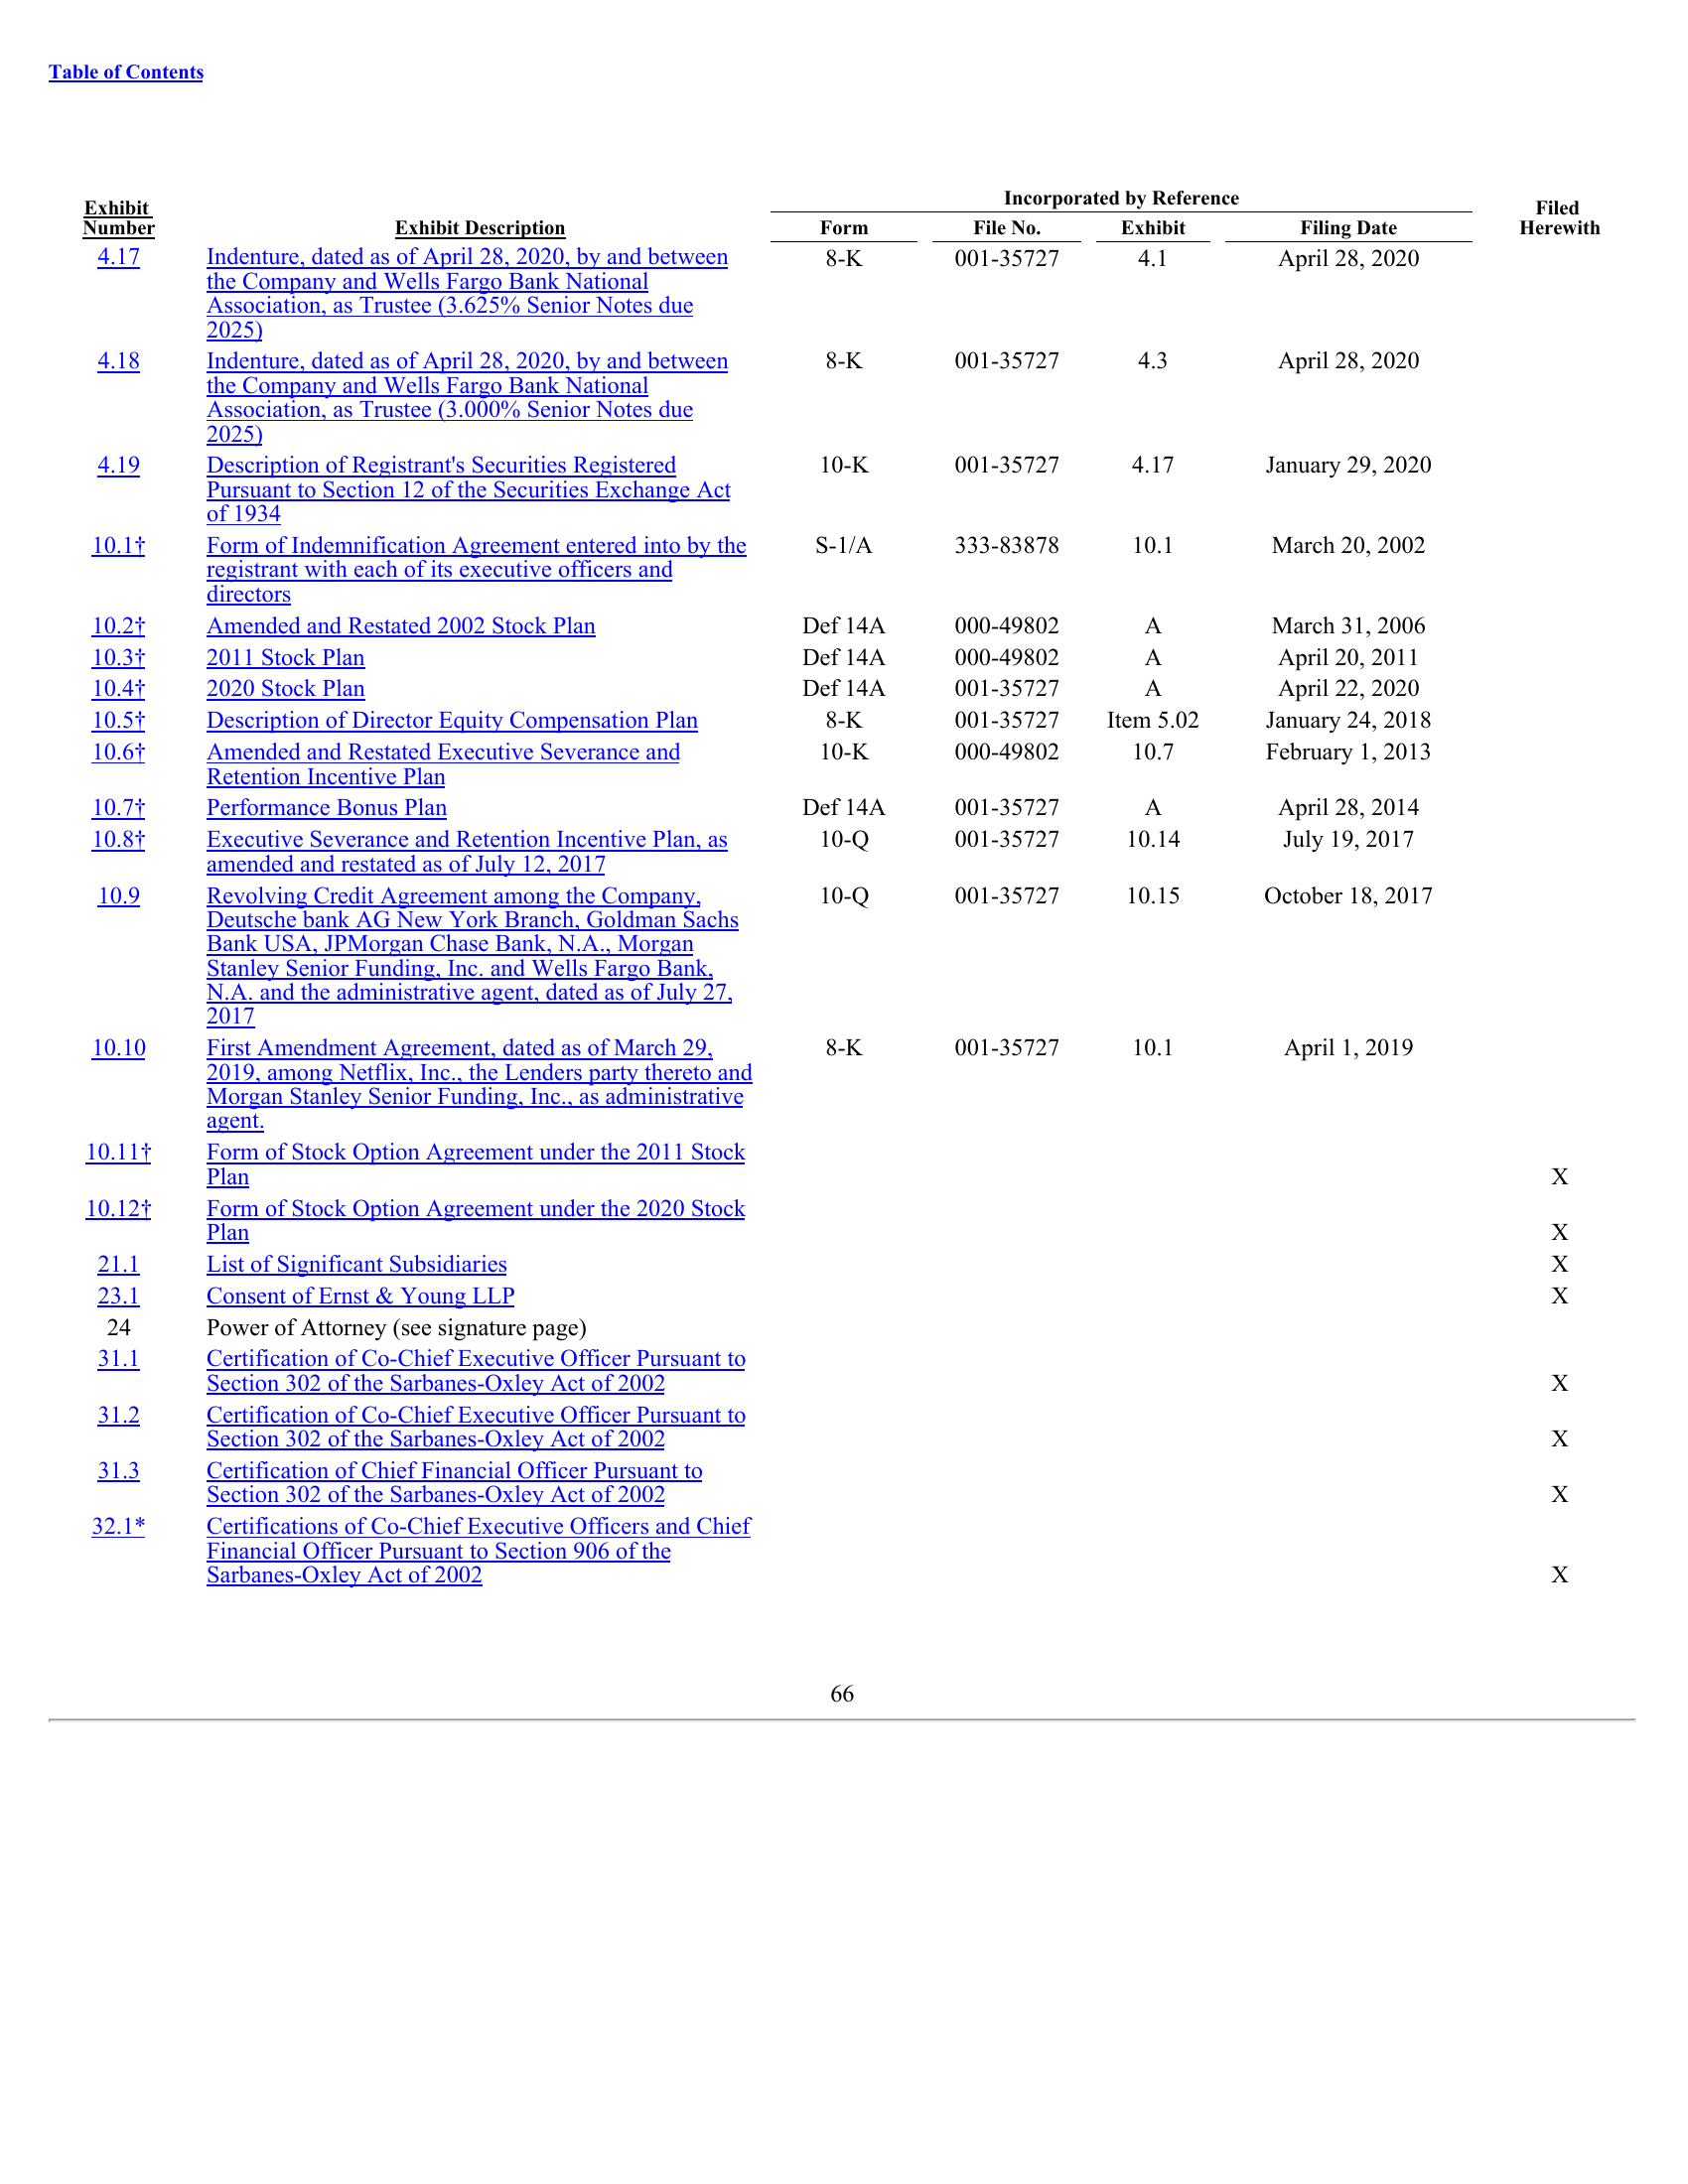 Table of Contents
Incorporated by Reference
Exhibit Number Exhibit Description Form File No. Exhibit Filing Date Filed Herewith
4.17 Indenture, dated as of April 28, 2020, by and between 8-K 001-35727 4.1 April 28, 2020
the Company and Wells Fargo Bank National
Association, as Trustee (3.625% Senior Notes due
2025)
4.18 Indenture, dated as of April 28, 2020, by and between 8-K 001-35727 4.3 April 28, 2020
the Company and Wells Fargo Bank National
Association, as Trustee (3.000% Senior Notes due
2025)
4.19 Description of Registrant's Securities Registered 10-K 001-35727 4.17 January 29, 2020
Pursuant to Section 12 of the Securities Exchange Act
of 1934
10.1† Form of Indemnification Agreement entered into by the S-1/A 333-83878 10.1 March 20, 2002
registrant with each of its executive officers and
directors
10.2† Amended and Restated 2002 Stock Plan Def 14A 000-49802 A March 31, 2006
10.3† 2011 Stock Plan Def 14A 000-49802 A April 20, 2011
10.4† 2020 Stock Plan Def 14A 001-35727 A April 22, 2020
10.5† Description of Director Equity Compensation Plan 8-K 001-35727 Item 5.02 January 24, 2018
10.6† Amended and Restated Executive Severance and 10-K 000-49802 10.7 February 1, 2013
Retention Incentive Plan
10.7† Performance Bonus Plan Def 14A 001-35727 A April 28, 2014
10.8† Executive Severance and Retention Incentive Plan, as 10-Q 001-35727 10.14 July 19, 2017
amended and restated as of July 12, 2017
10.9 Revolving Credit Agreement among the Company, 10-Q 001-35727 10.15 October 18, 2017
Deutsche bank AG New York Branch, Goldman Sachs
Bank USA, JPMorgan Chase Bank, N.A., Morgan
Stanley Senior Funding, Inc. and Wells Fargo Bank,
N.A. and the administrative agent, dated as of July 27,
2017
10.10 First Amendment Agreement, dated as of March 29, 8-K 001-35727 10.1 April 1, 2019
2019, among Netflix, Inc., the Lenders party thereto and
Morgan Stanley Senior Funding, Inc., as administrative
agent.
10.11† Form of Stock Option Agreement under the 2011 Stock
Plan X
10.12† Form of Stock Option Agreement under the 2020 Stock
Plan X
21.1 List of Significant Subsidiaries X
23.1 Consent of Ernst & Young LLP X
24 Power of Attorney (see signature page)
31.1 Certification of Co-Chief Executive Officer Pursuant to
Section 302 of the Sarbanes-Oxley Act of 2002 X
31.2 Certification of Co-Chief Executive Officer Pursuant to
Section 302 of the Sarbanes-Oxley Act of 2002 X
31.3 Certification of Chief Financial Officer Pursuant to
Section 302 of the Sarbanes-Oxley Act of 2002 X
32.1* Certifications of Co-Chief Executive Officers and Chief
Financial Officer Pursuant to Section 906 of the
Sarbanes-Oxley Act of 2002 X
66